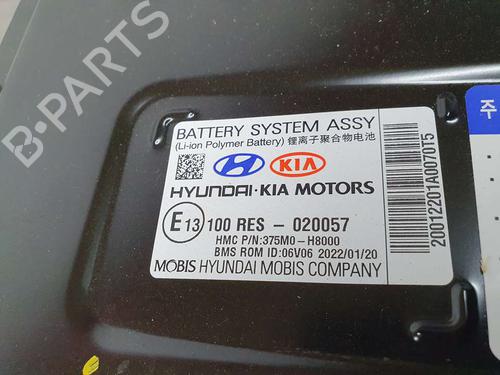 B-PARTS
BATTERY SYSTEM ASSY
(Li-ion Polymer Battery) 锂离子聚合物电池
HYUNDAI KIA
HYUNDAI·KIA MOTORS
E13 100 RES - 020057
HMC P/N:375M0-H8000
BMS ROM ID:06V06 2022/01/20
MOBIS HYUNDAI MOBIS COMPANY
20012201A0070T5
주